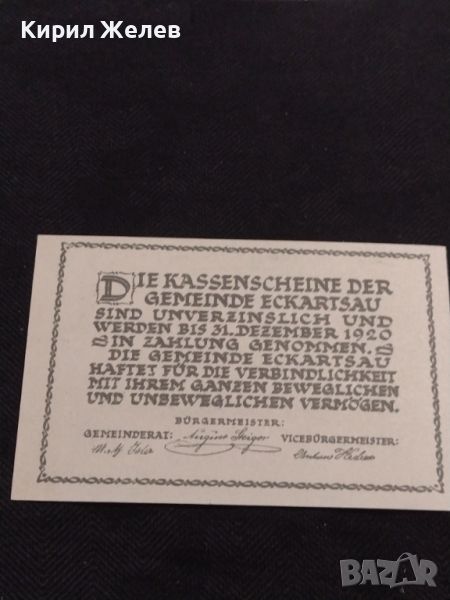 Кирил Желев
DIE KASSENSCHEINE DER
GEMEINDE ECKARTSAU
SIND UNVERZINSLICH UND
WERDEN BIS 31. DEZEMBER 1920
IN ZAHLUNG GENOMMEN.
DIE GEMEINDE ECKARTSAU
HAFTET FÜR DIE VERBINDLICHKEIT
MIT IHREM GANZEN BEWEGLICHEN
UND UNBEWEGLICHEN VERMÖGEN.
BÜRGERMEISTER:
GEMEINDERAT: VICEBÜRGERMEISTER:
BAZAR